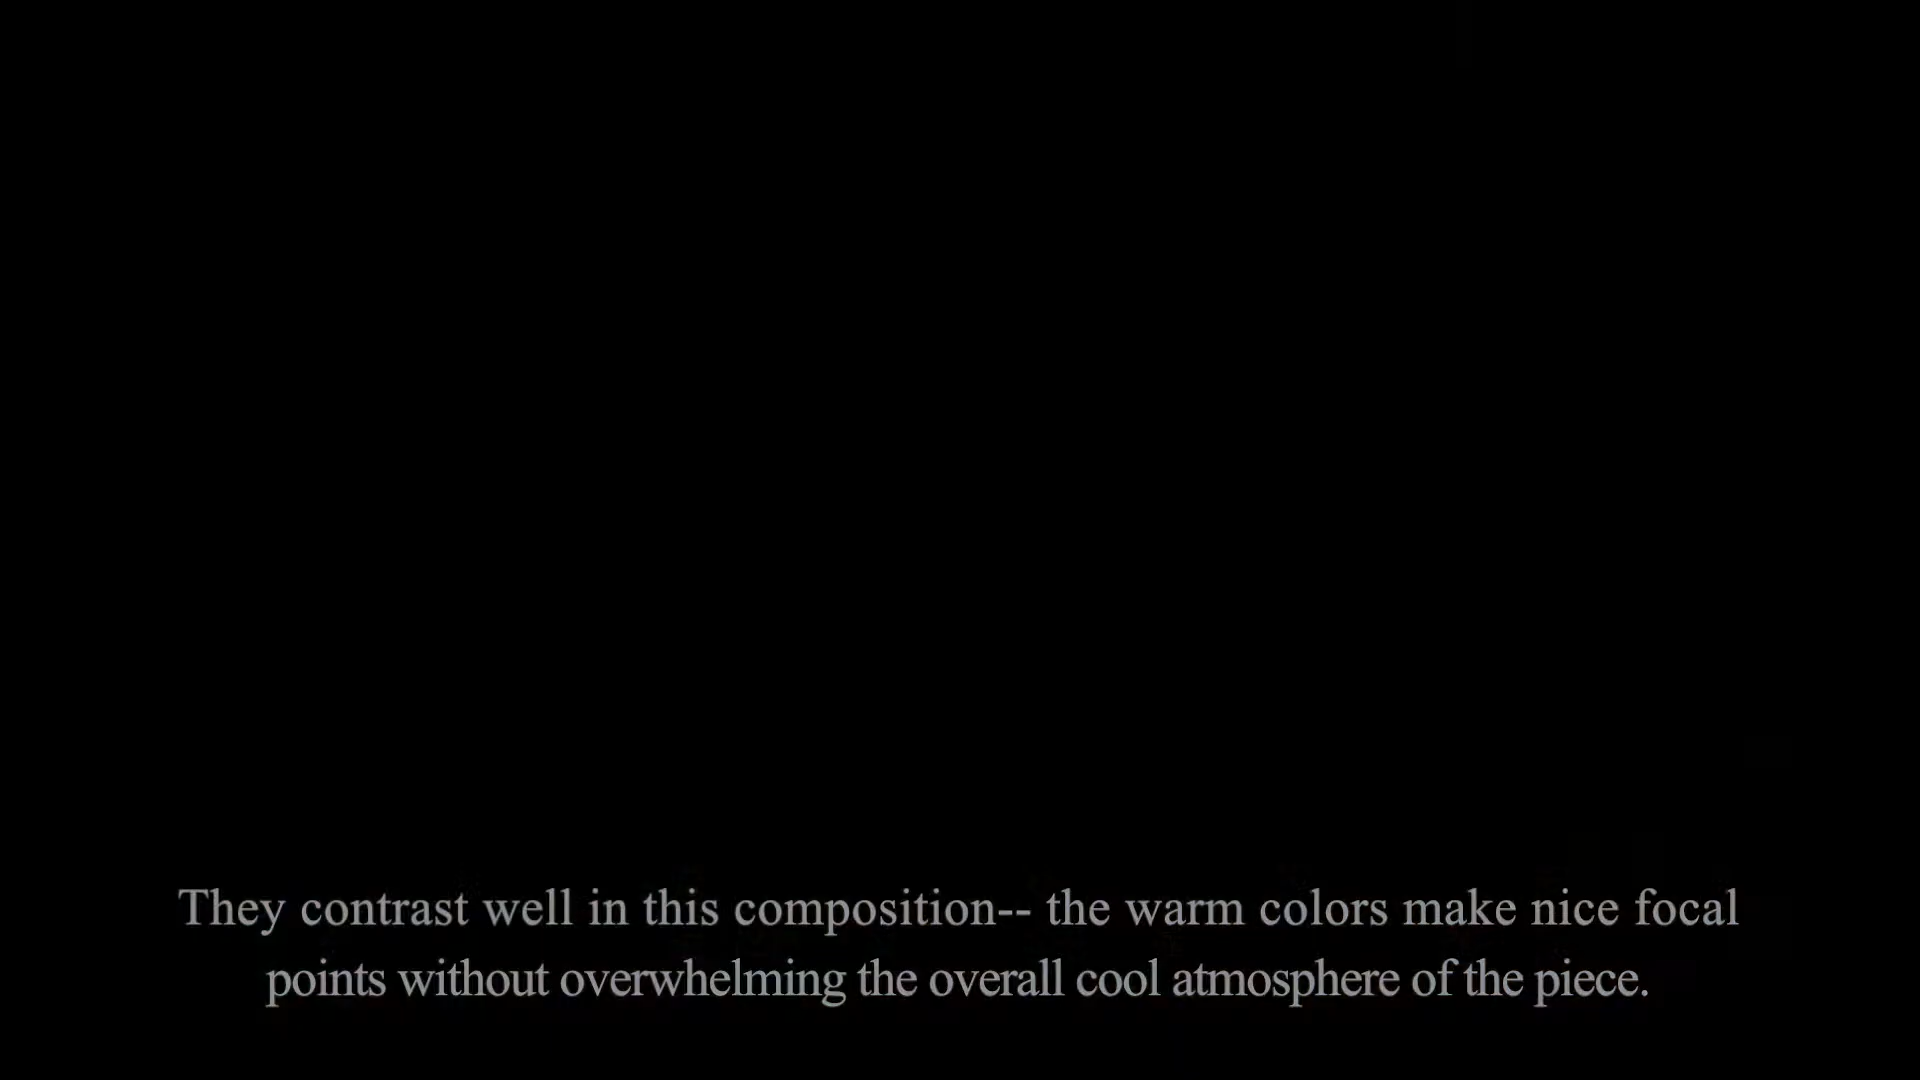 They contrast well in this composition-- the warm colors make nice focal
points without overwhelming the overall cool atmosphere of the piece.